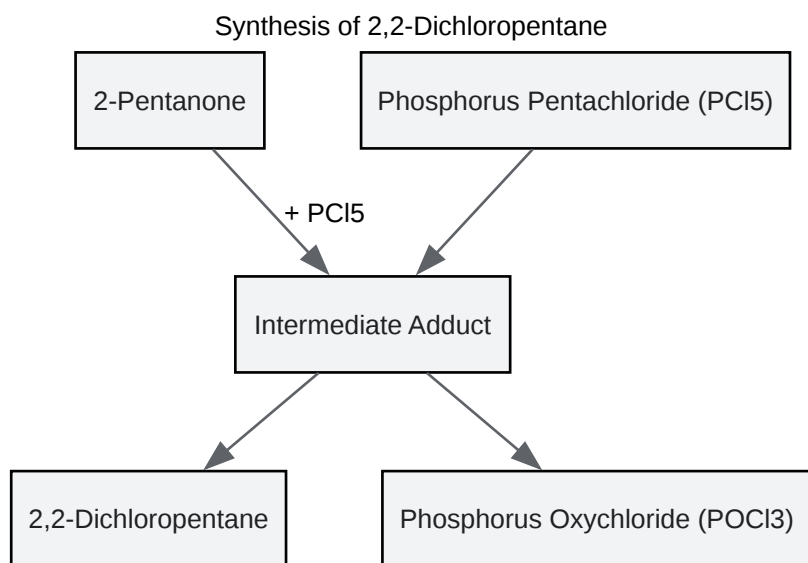 Synthesis of 2,2-Dichloropentane
2-Pentanone
Phosphorus Pentachloride (PCl5)
+ PCl5
Intermediate Adduct
2,2-Dichloropentane
Phosphorus Oxychloride (POCl3)